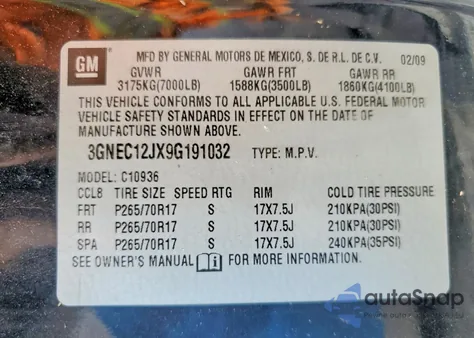 GM
MFD BY GENERAL MOTORS DE MEXICO, S. DE R.L. DE C.V. 02/09
GVWR GAWR FRT GAWR RR
3175KG(7000LB) 1588KG(3500LB) 1860KG(4100LB)
THIS VEHICLE CONFORMS TO ALL APPLICABLE U.S. FEDERAL MOTOR
VEHICLE SAFETY STANDARDS IN EFFECT ON THE DATE OF
MANUFACTURE SHOWN ABOVE.
3GNEC12JX9G191032 TYPE: M.P.V.
MODEL: C10936
CCL8 TIRE SIZE SPEED RTG RIM COLD TIRE PRESSURE
FRT P265/70R17 S 17X7.5J 210KPA(30PSI)
RR P265/70R17 S 17X7.5J 210KPA(30PSI)
SPA P265/70R17 S 17X7.5J 240KPA(35PSI)
SEE OWNER'S MANUAL i FOR MORE INFORMATION.
autoSnap